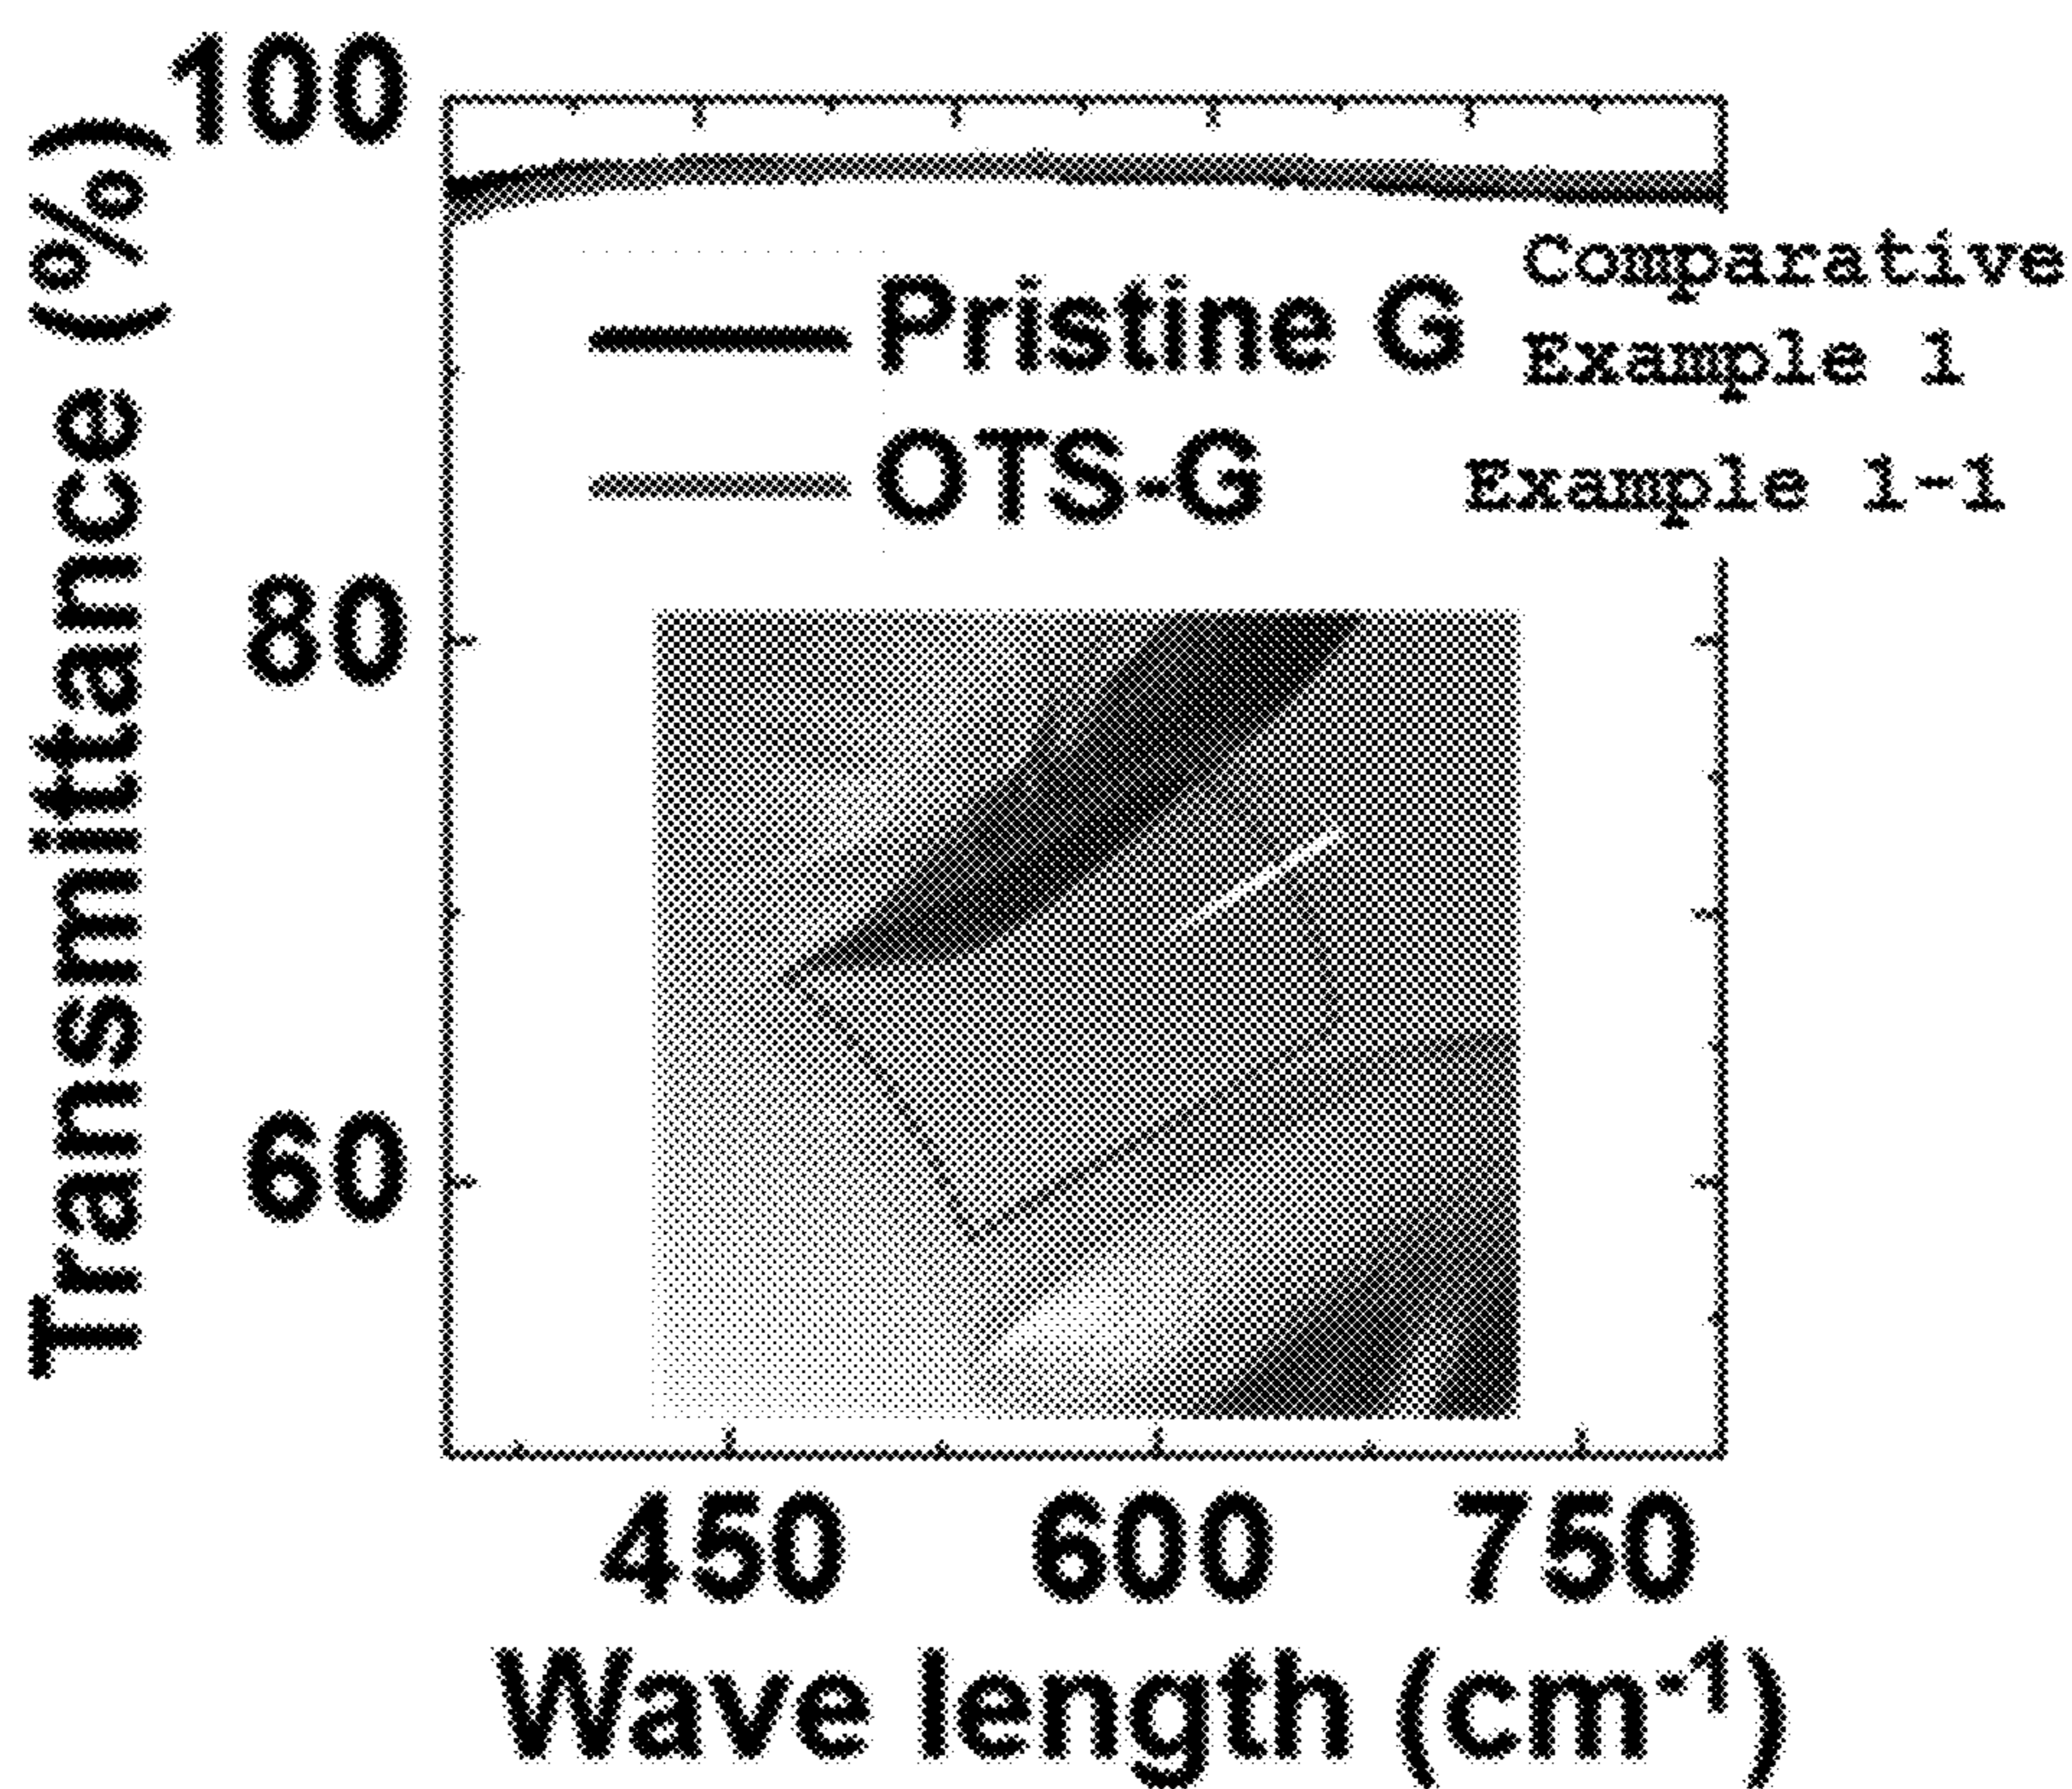 Transmittance (%)
100
80
60
Pristine G
Comparative
Example 1
OTS-G
Example 1-1
450 600 750
Wave length (cm-1)